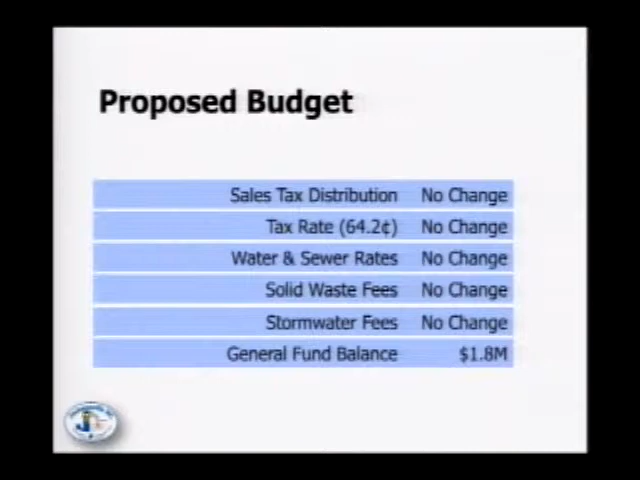 Proposed Budget
Sales Tax Distribution No Change
Tax Rate (64.2¢) No Change
Water & Sewer Rates No Change
Solid Waste Fees No Change
Stormwater Fees No Change
General Fund Balance $1.8M